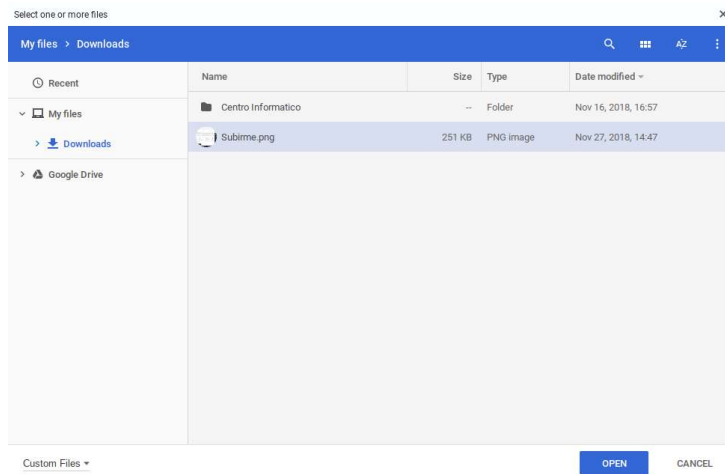 Select one or more files
My files > Downloads
AZ
Recent
Name Size Type Date modified
My files
Centro Informatico -- Folder Nov 16, 2018, 16:57
Downloads
Subirme.png 251 KB PNG image Nov 27, 2018, 14:47
Google Drive
Custom Files
OPEN CANCEL